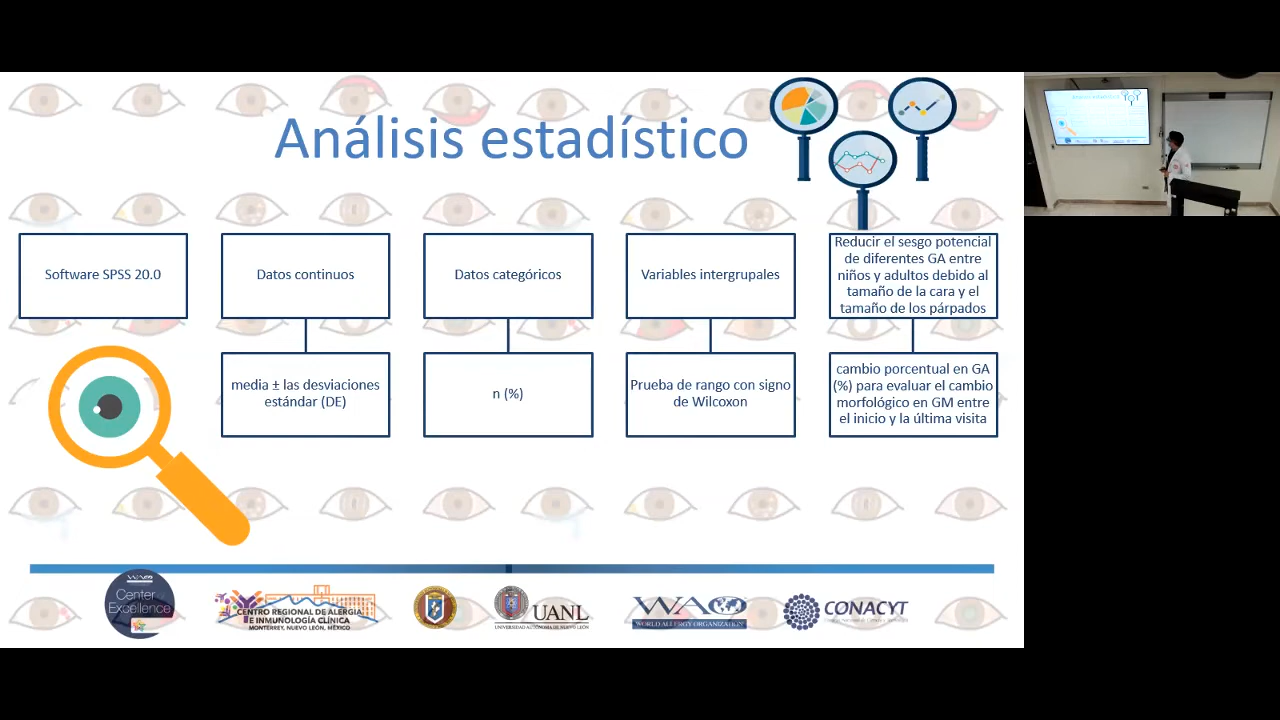 Análisis estadístico
Software SPSS 20.0
Datos continuos
media ± las desviaciones
estándar (DE)
Datos categóricos
n (%)
Variables intergrupales
Prueba de rango con signo
de Wilcoxon
Reducir el sesgo potencial
de diferentes GA entre
niños y adultos debido al
tamaño de la cara y el
tamaño de los párpados
cambio porcentual en GA
(%) para evaluar el cambio
morfológico en GM entre
el inicio y la última visita
WAO
Center of
Excellence
CENTRO REGIONAL DE ALERGIA
E INMUNOLOGÍA CLÍNICA
MONTERREY, NUEVO LEÓN, MÉXICO
UANL
UNIVERSIDAD AUTÓNOMA DE NUEVO LEÓN
WAO
WORLD ALLERGY ORGANIZATION
CONACYT